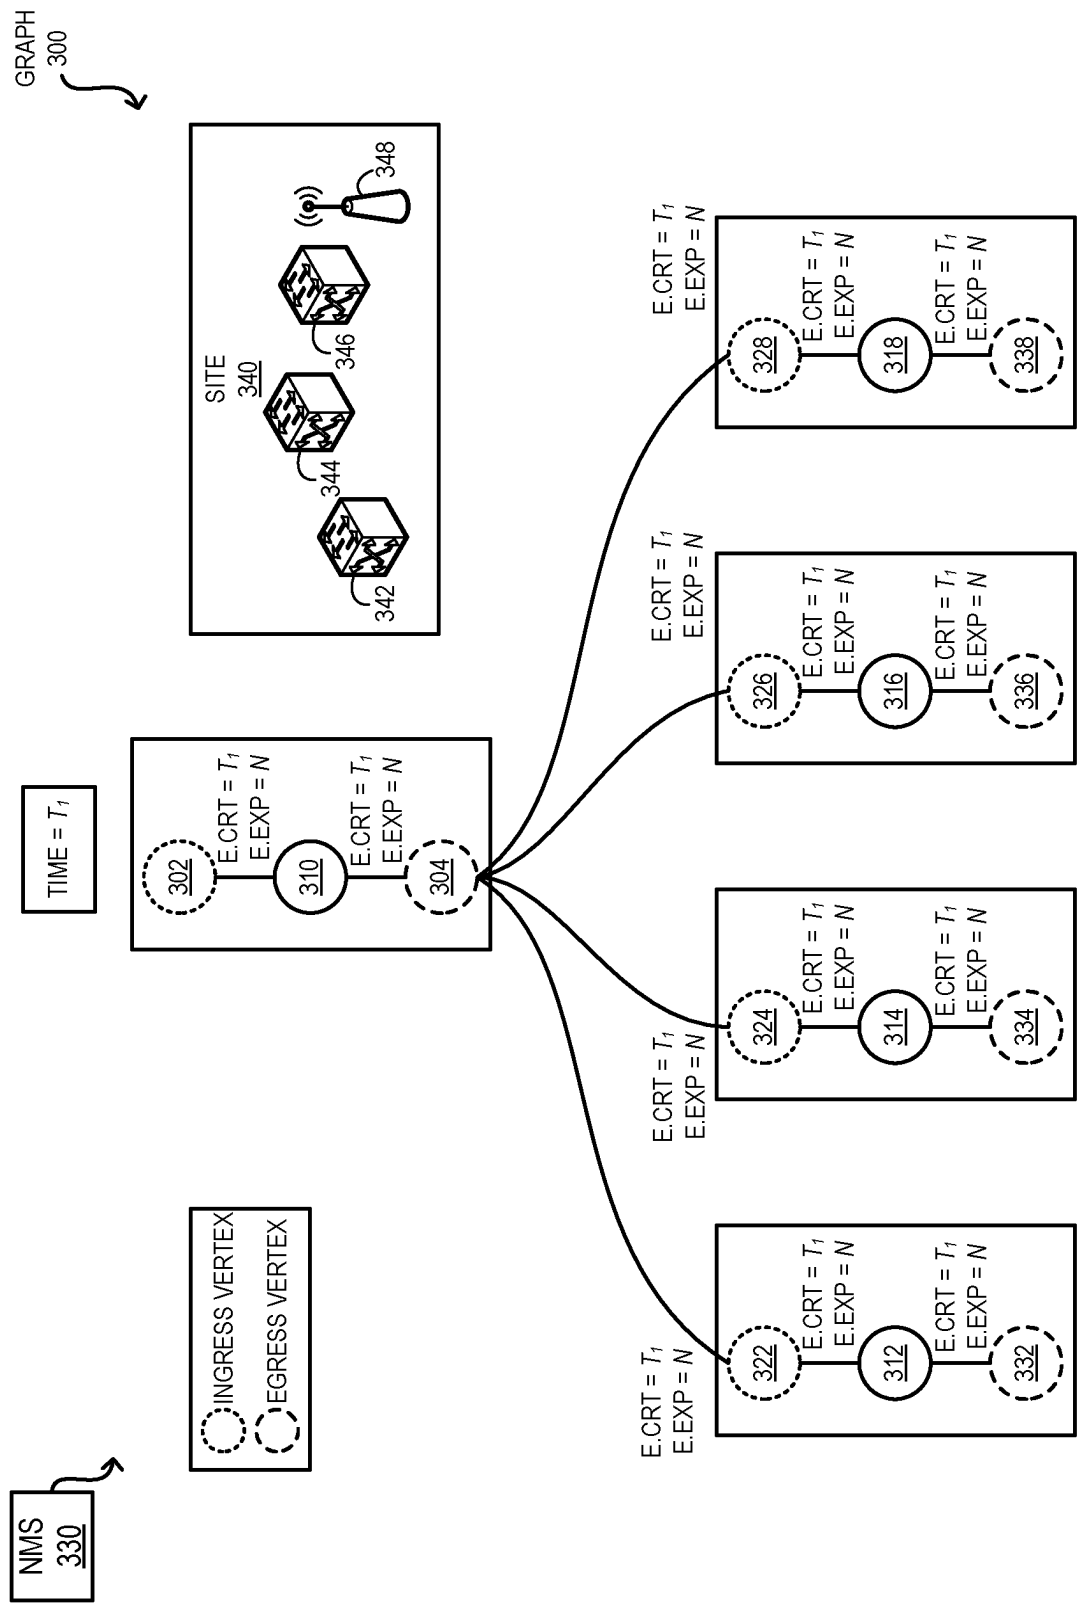 GRAPH
300
NMS
330
TIME = T1
INGRESS VERTEX
EGRESS VERTEX
302
E.CRT = T1
E.EXP = N
310
E.CRT = T1
E.EXP = N
304
SITE
340
342
344
346
348
E.CRT = T1
E.EXP = N
322
E.CRT = T1
E.EXP = N
312
E.CRT = T1
E.EXP = N
332
E.CRT = T1
E.EXP = N
324
E.CRT = T1
E.EXP = N
314
E.CRT = T1
E.EXP = N
334
E.CRT = T1
E.EXP = N
326
E.CRT = T1
E.EXP = N
316
E.CRT = T1
E.EXP = N
336
E.CRT = T1
E.EXP = N
328
E.CRT = T1
E.EXP = N
318
E.CRT = T1
E.EXP = N
338